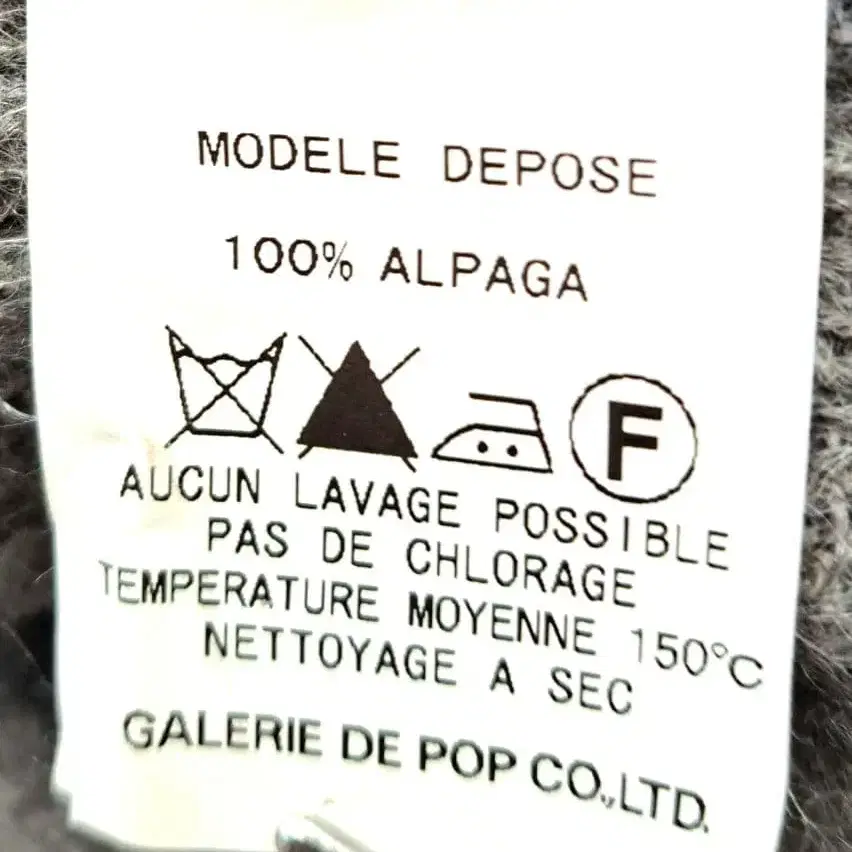 MODELE DEPOSE
100% ALPAGA
F
AUCUN LAVAGE POSSIBLE
PAS DE CHLORAGE
TEMPERATURE MOYENNE 150°C
NETTOYAGE A SEC
GALERIE DE POP CO.,LTD.